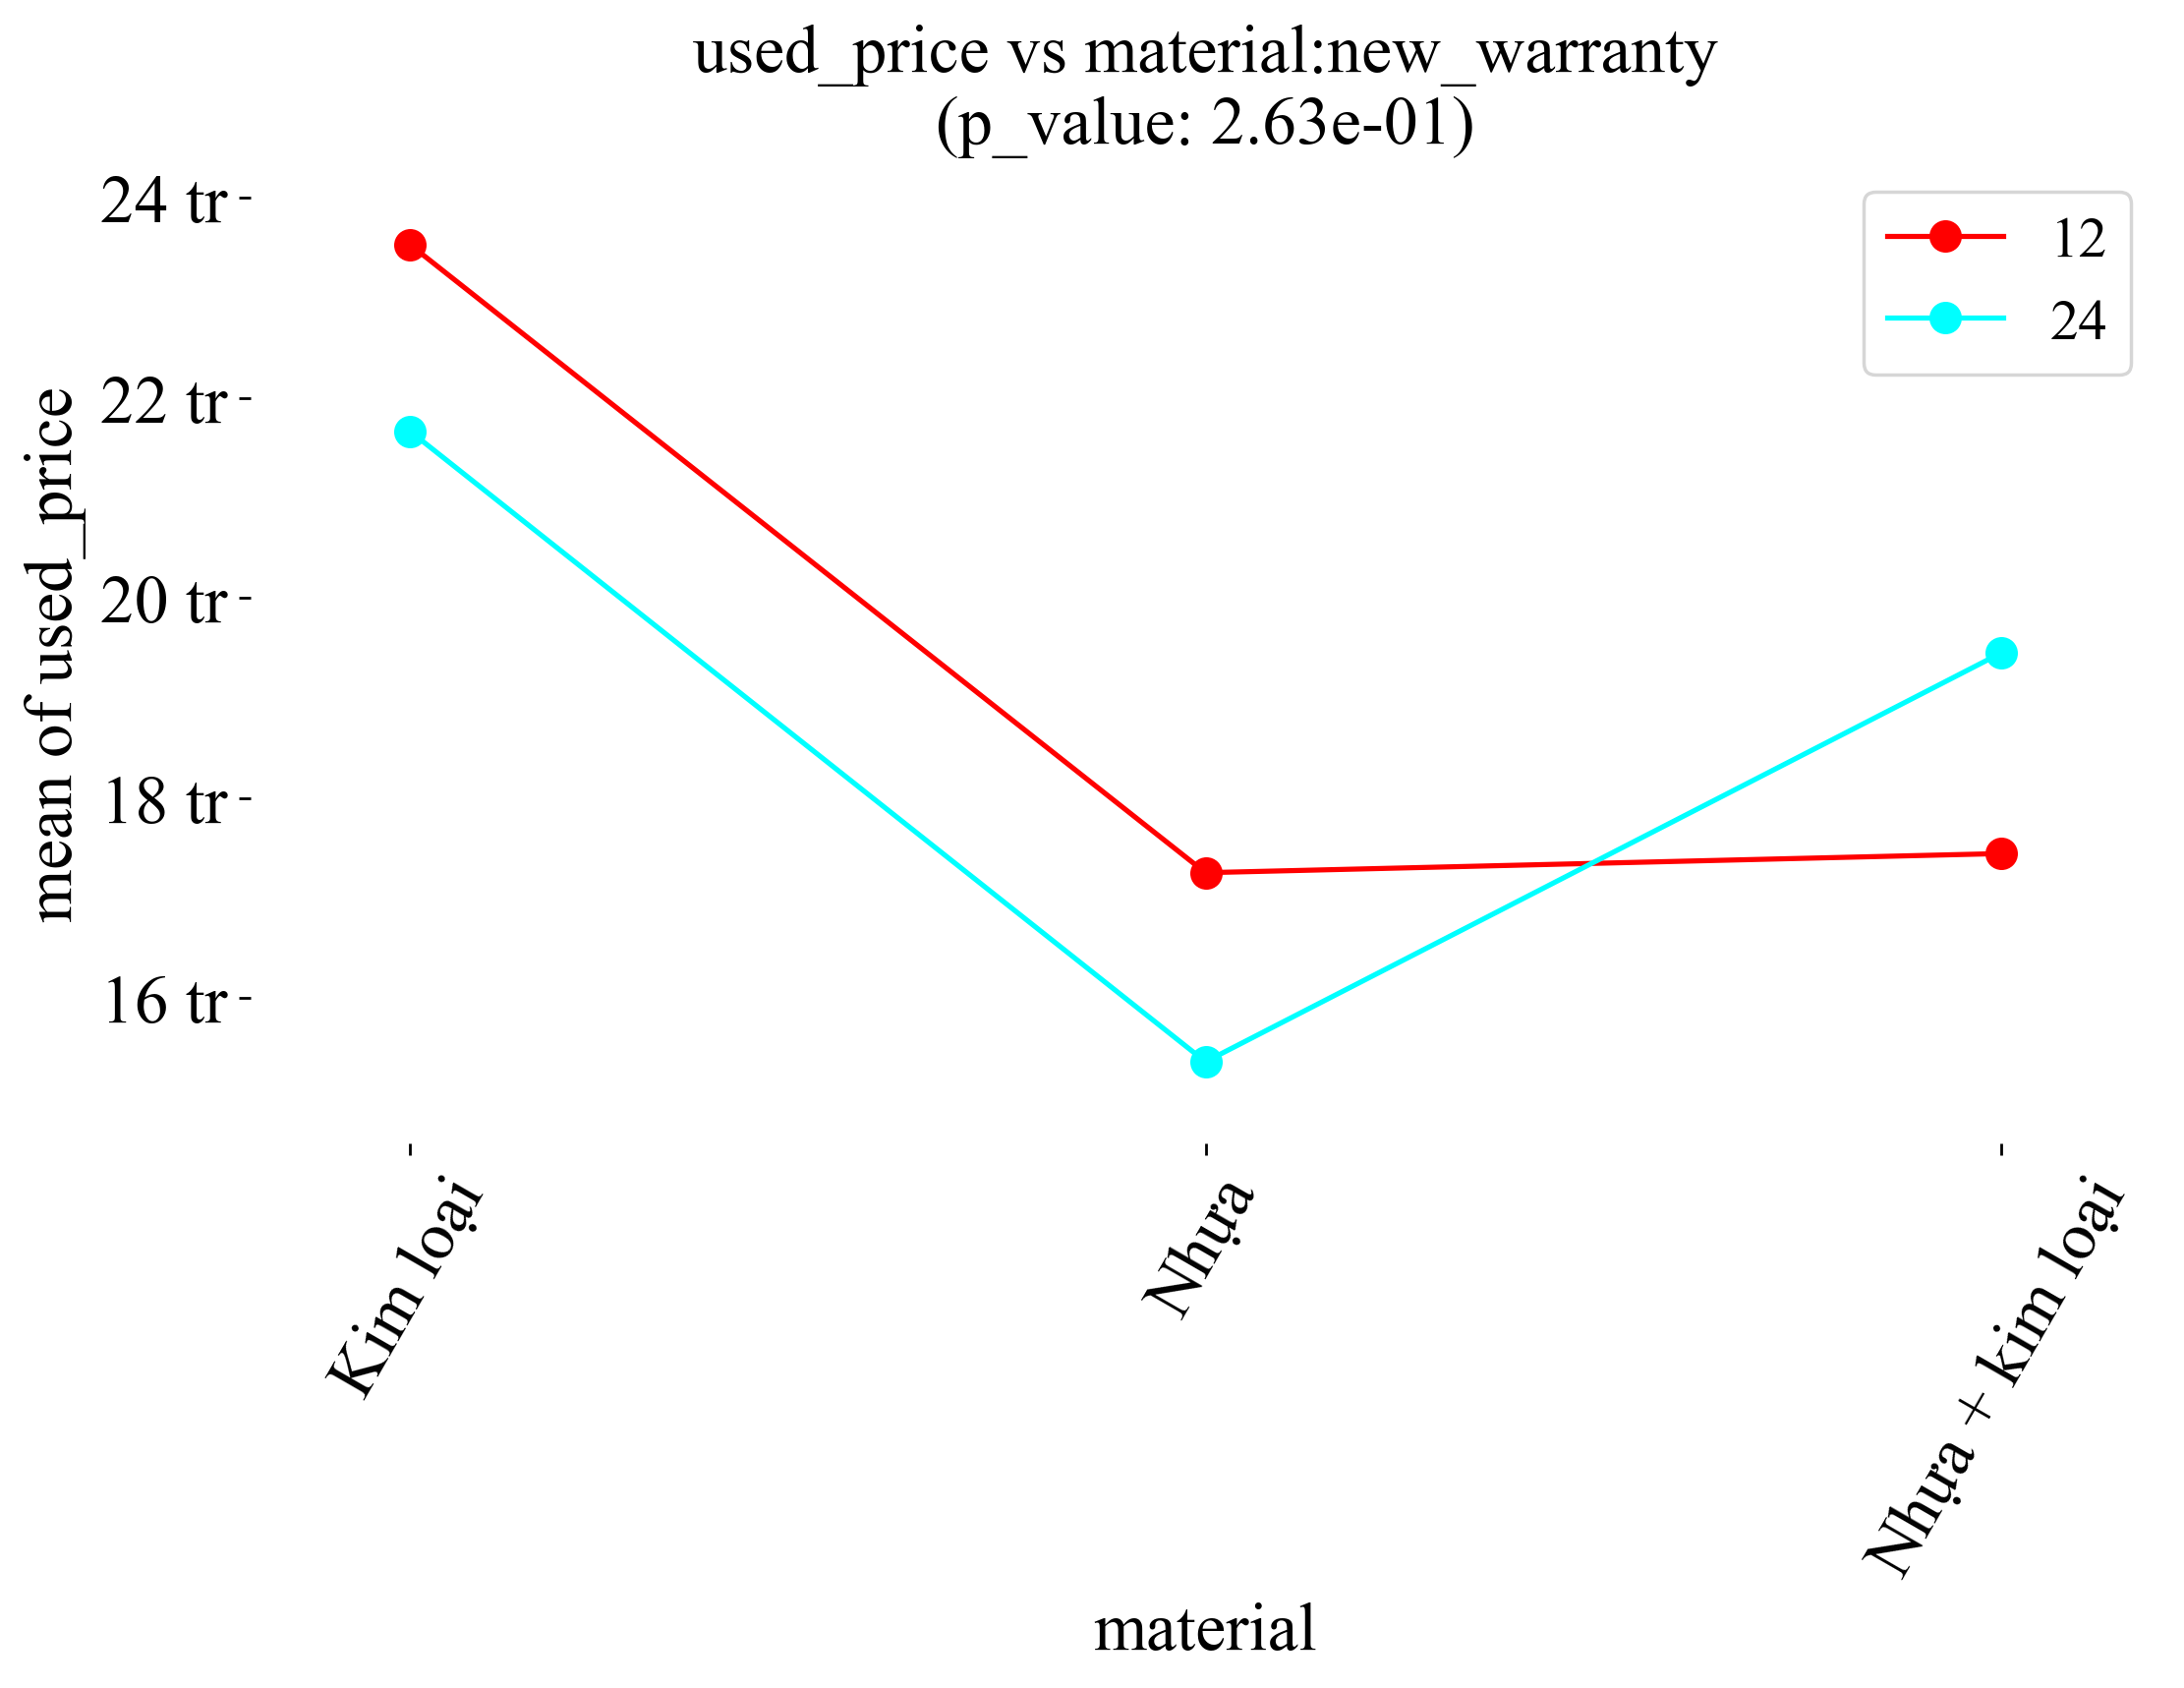 used_price vs material:new_warranty
(p_value: 2.63e-01)
24 tr
22 tr
20 tr
18 tr
16 tr
mean of used_price
12
24
Kim loại
Nhựa
Nhựa + kim loại
material